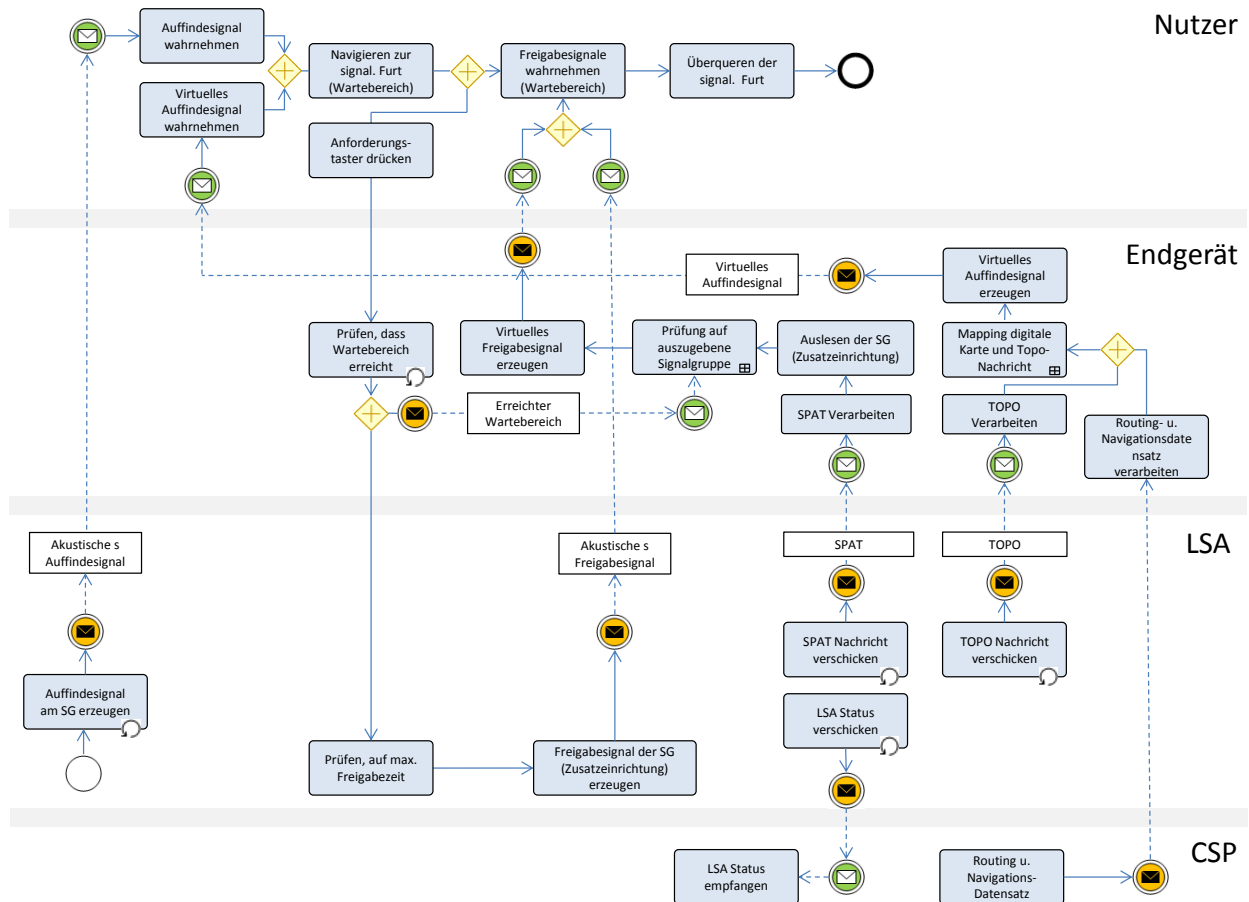 Nutzer
Auffindesignal
wahrnehmen
Navigieren zur
signal. Furt
(Wartebereich)
Freigabesignale
wahrnehmen
(Wartebereich)
Überqueren der
signal. Furt
Virtuelles
Auffindesignal
wahrnehmen
Anforderungs-
taster drücken
Endgerät
Virtuelles
Auffindesignal
Virtuelles
Auffindesignal
erzeugen
Prüfen, dass
Wartebereich
erreicht
Virtuelles
Freigabesignal
erzeugen
Prüfung auf
auszugebene
Signalgruppe
Auslesen der SG
(Zusatzeinrichtung)
Mapping digitale
Karte und Topo-
Nachricht
Erreichter
Wartebereich
SPAT Verarbeiten
TOPO
Verarbeiten
Routing- u.
Navigationsdate
nsatz
verarbeiten
LSA
Akustische s
Auffindesignal
Akustische s
Freigabesignal
SPAT
TOPO
SPAT Nachricht
verschicken
TOPO Nachricht
verschicken
Auffindesignal
am SG erzeugen
LSA Status
verschicken
Prüfen, auf max.
Freigabezeit
Freigabesignal der SG
(Zusatzeinrichtung)
erzeugen
CSP
LSA Status
empfangen
Routing u.
Navigations-
Datensatz